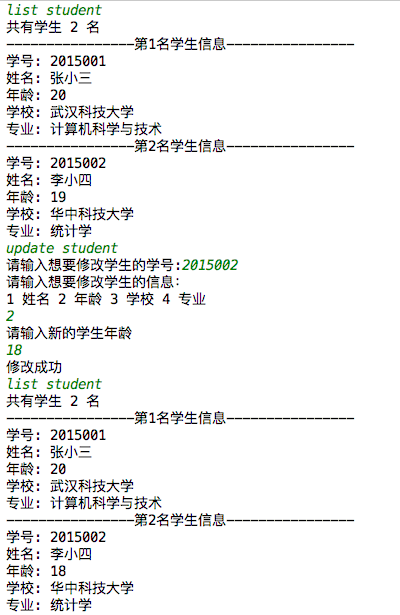 list student
共有学生 2 名
----------------第1名学生信息----------------
学号: 2015001
姓名: 张小三
年龄: 20
学校: 武汉科技大学
专业: 计算机科学与技术
----------------第2名学生信息----------------
学号: 2015002
姓名: 李小四
年龄: 19
学校: 华中科技大学
专业: 统计学
update student
请输入想要修改学生的学号:2015002
请输入想要修改学生的信息:
1 姓名 2 年龄 3 学校 4 专业
2
请输入新的学生年龄
18
修改成功
list student
共有学生 2 名
----------------第1名学生信息----------------
学号: 2015001
姓名: 张小三
年龄: 20
学校: 武汉科技大学
专业: 计算机科学与技术
----------------第2名学生信息----------------
学号: 2015002
姓名: 李小四
年龄: 18
学校: 华中科技大学
专业: 统计学